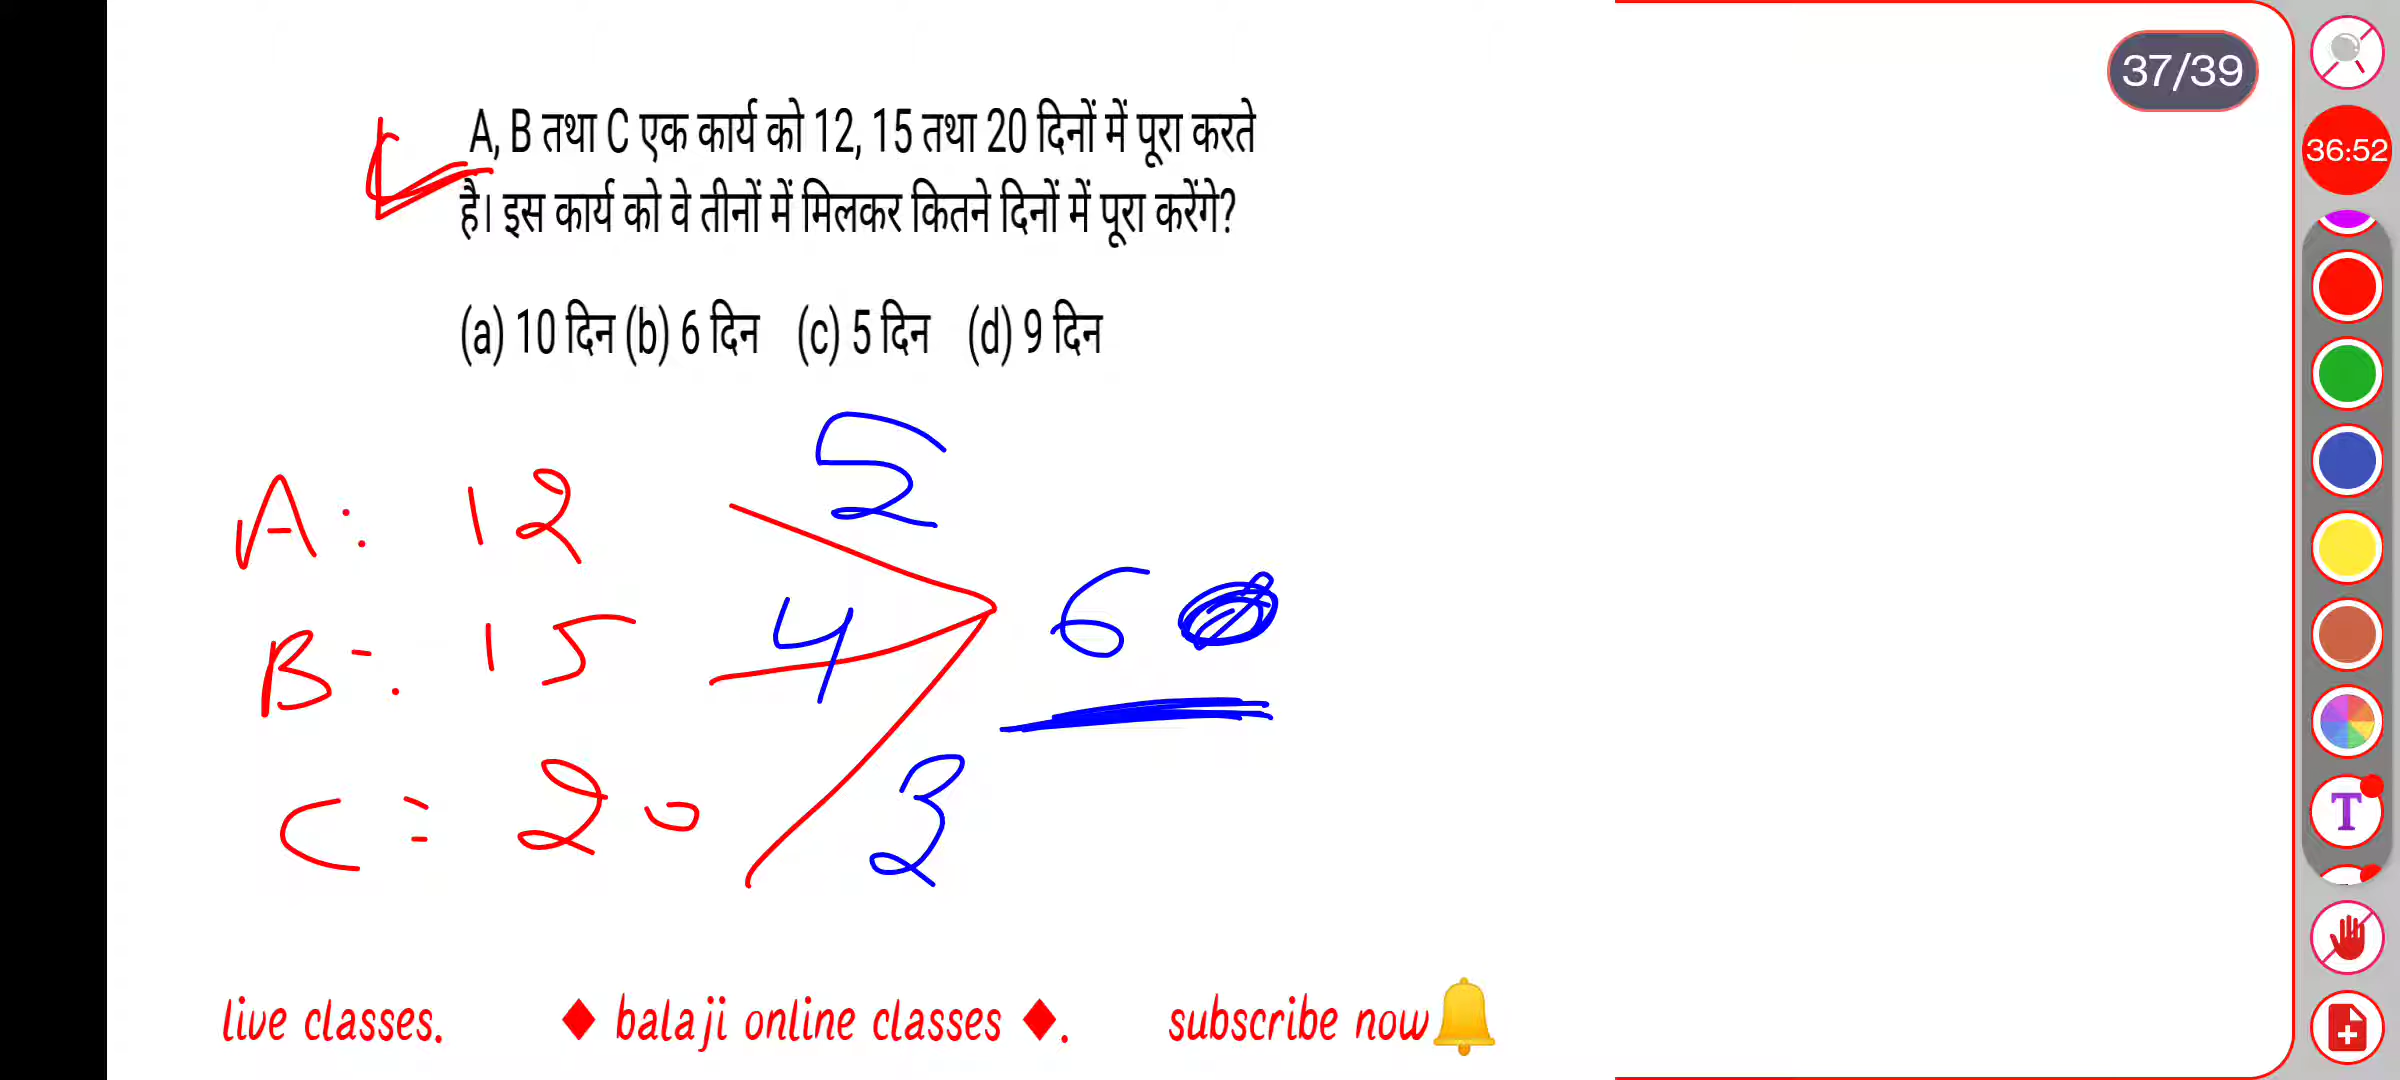 37/39
36:52
A, B तथा C एक कार्य को 12, 15 तथा 20 दिनों में पूरा करते
है। इस कार्य को वे तीनों में मिलकर कितने दिनों में पूरा करेंगे?
(a) 10 दिन (b) 6 दिन (c) 5 दिन (d) 9 दिन
5
A: 12
4 60
B -. 15
C = 20
3
T
live classes. ♦ balaji online classes ♦. subscribe now🔔